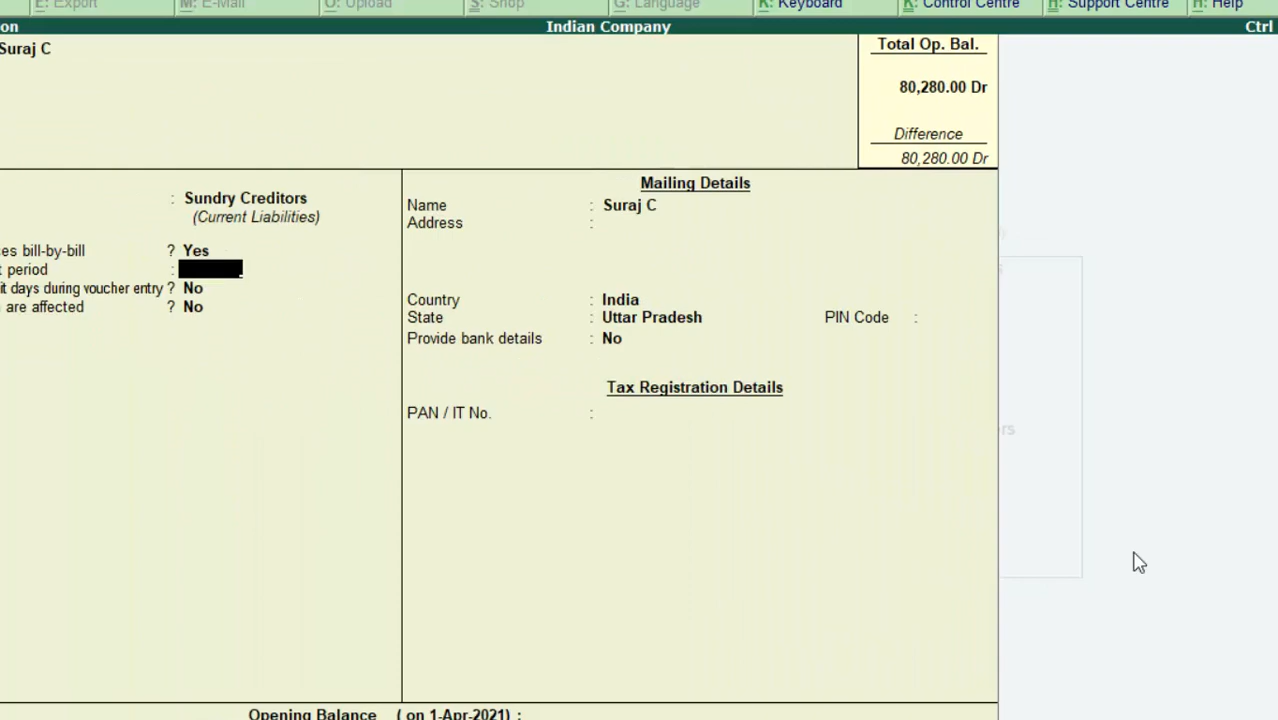 E: Export M: E-Mail O: Upload S: Shop G: Language K: Keyboard K: Control Centre H: Support Centre H: Help
on Indian Company Ctrl
Suraj C
Total Op. Bal.
80,280.00 Dr
Difference
80,280.00 Dr
: Sundry Creditors
(Current Liabilities)
es bill-by-bill ? Yes
t period :
it days during voucher entry ? No
are affected ? No
Mailing Details
Name : Suraj C
Address :
Country : India
State : Uttar Pradesh PIN Code :
Provide bank details : No
Tax Registration Details
PAN / IT No. :
ers
Opening Balance ( on 1-Apr-2021) :